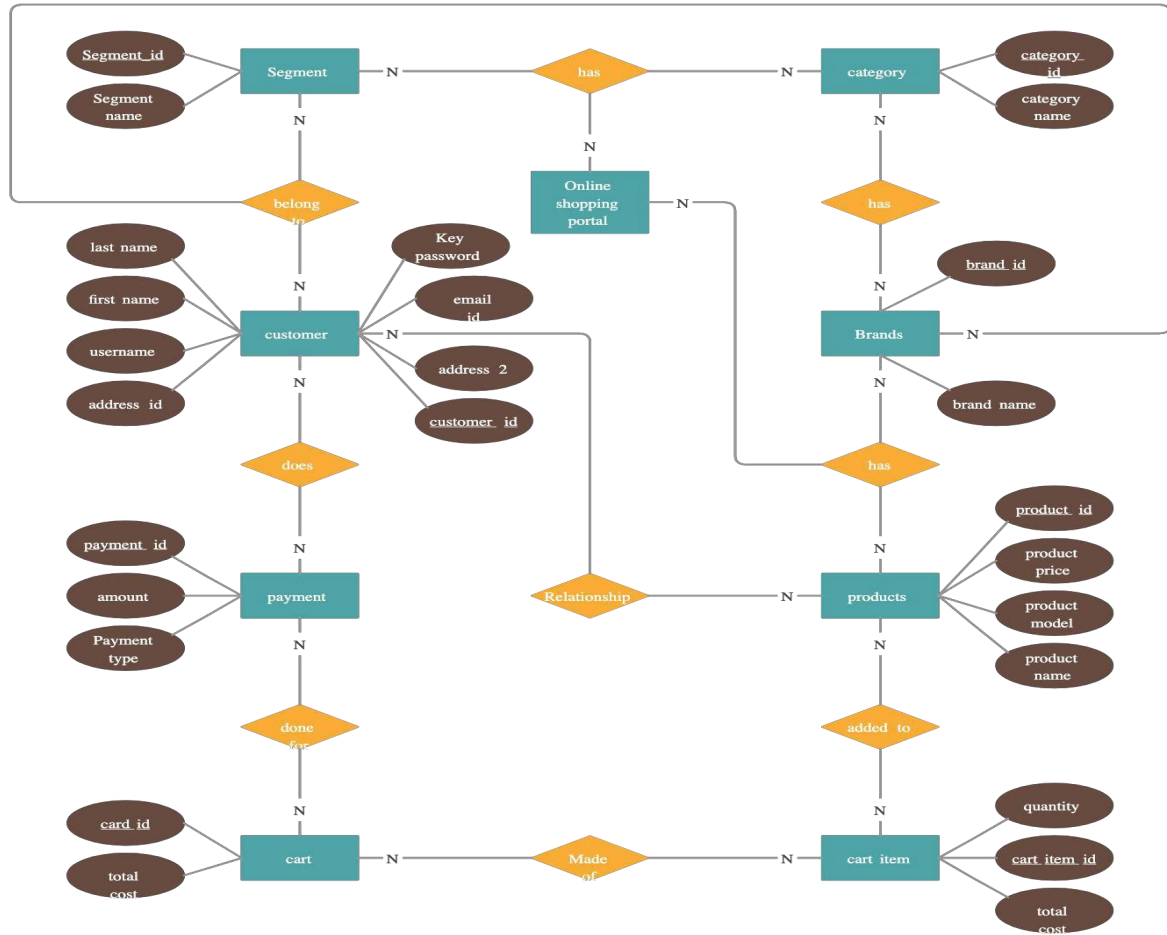 Segment_id
Segment
name
Segment
N
has
N
category
category_
id
category
name
N
N
N
Online
shopping
portal
N
belong
to
has
last name
first name
username
address id
N
Key
password
email
id
address 2
customer_id
customer
N
N
brand_id
Brands
N
brand name
N
N
does
has
N
N
payment_id
amount
Payment
type
payment
Relationship
N
products
product_id
product
price
product
model
product
name
N
N
done
for
added to
N
N
card_id
total
cost
cart
N
Made
of
N
cart item
quantity
cart_item_id
total
cost